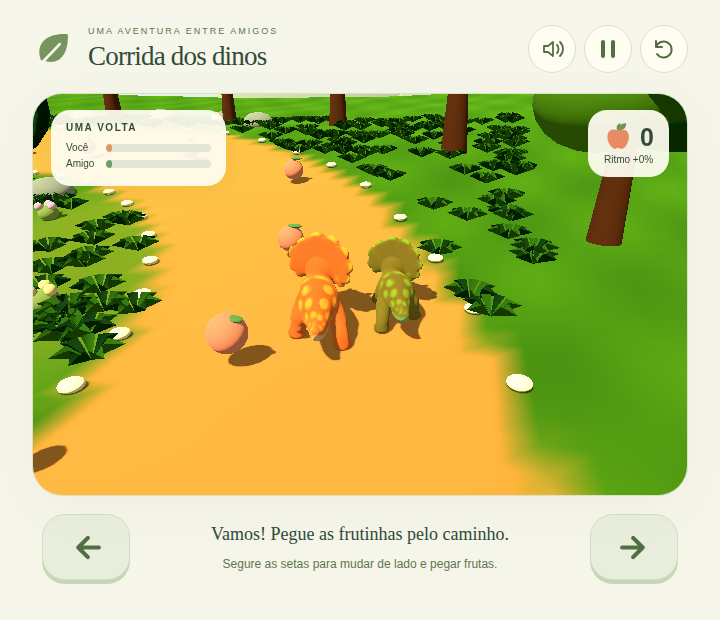 UMA AVENTURA ENTRE AMIGOS
Corrida dos dinos
UMA VOLTA
Você
Amigo
0
Ritmo +0%
Vamos! Pegue as frutinhas pelo caminho.
Segure as setas para mudar de lado e pegar frutas.